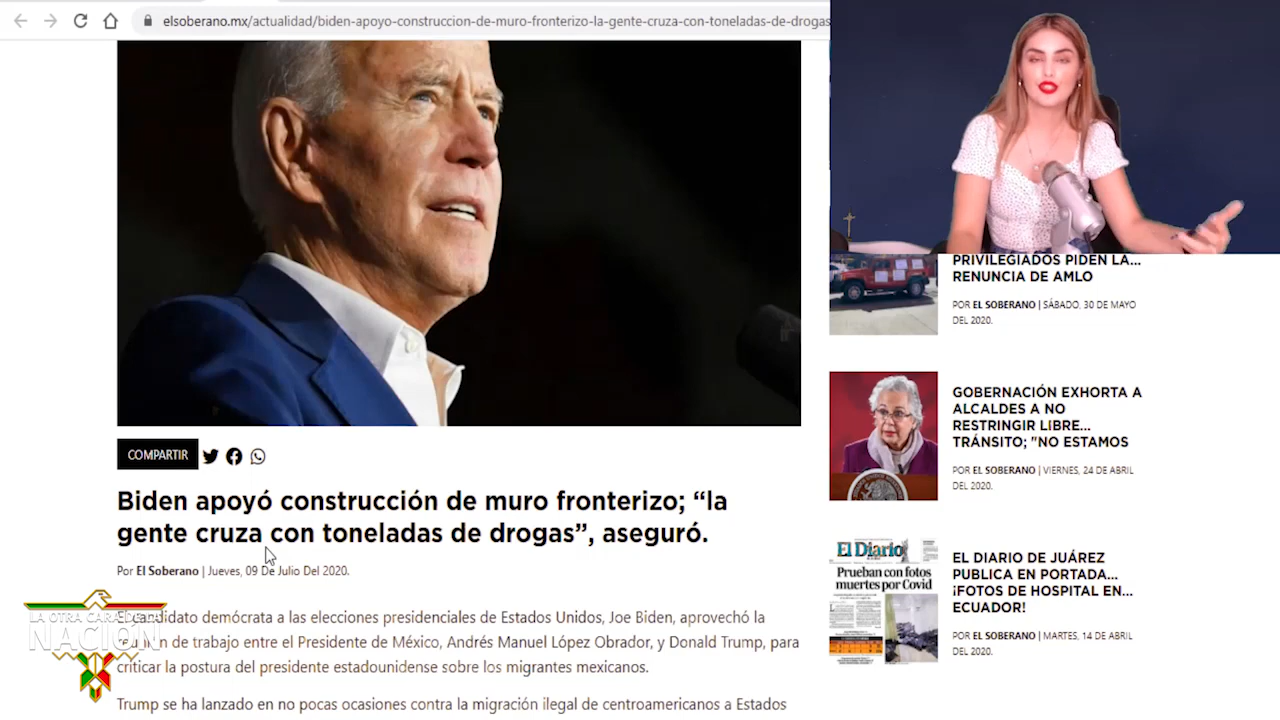 elsoberano.mx/actualidad/biden-apoyo-construccion-de-muro-fronterizo-la-gente-cruza-con-toneladas-de-drogas
COMPARTIR
Biden apoyó construcción de muro fronterizo; “la
gente cruza con toneladas de drogas”, aseguró.
Por El Soberano | Jueves, 09 De Julio Del 2020.
El candidato demócrata a las elecciones presidenciales de Estados Unidos, Joe Biden, aprovechó la
de trabajo entre el Presidente de México, Andrés Manuel López Obrador, y Donald Trump, para
criticar la postura del presidente estadounidense sobre los migrantes mexicanos.
Trump se ha lanzado en no pocas ocasiones contra la migración ilegal de centroamericanos a Estados
LA OTRA CARA
NACIÓN
PRIVILEGIADOS PIDEN LA...
RENUNCIA DE AMLO
POR EL SOBERANO | SÁBADO, 30 DE MAYO
DEL 2020.
GOBERNACIÓN EXHORTA A
ALCALDES A NO
RESTRINGIR LIBRE...
TRÁNSITO; "NO ESTAMOS
POR EL SOBERANO | VIERNES, 24 DE ABRIL
DEL 2020.
El Diario
Prueban con fotos
muertes por Covid
EL DIARIO DE JUÁREZ
PUBLICA EN PORTADA...
¡FOTOS DE HOSPITAL EN...
ECUADOR!
POR EL SOBERANO | MARTES, 14 DE ABRIL
DEL 2020.